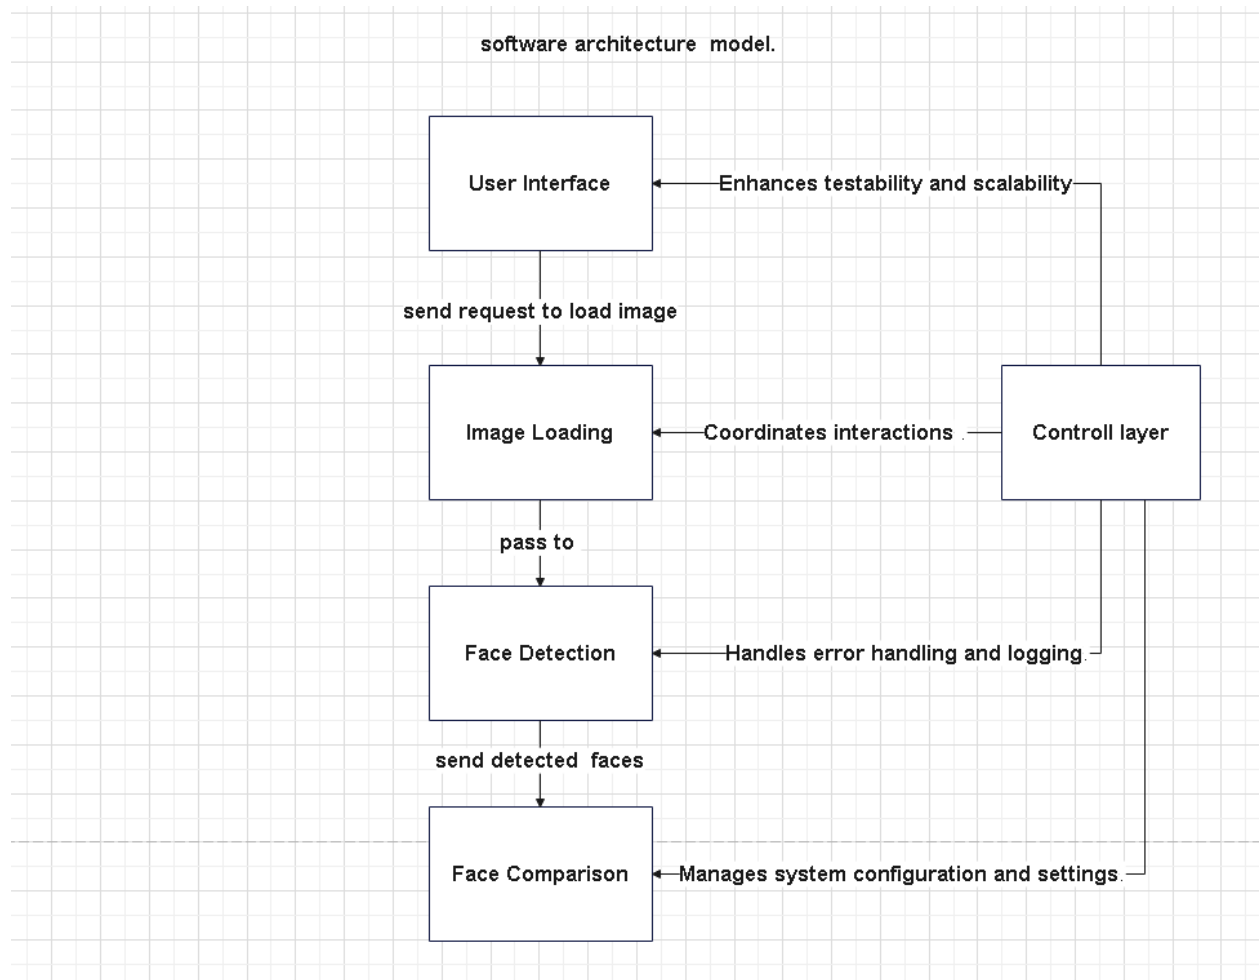 software architecture  model.
User Interface
Enhances testability and scalability
send request to load image
Image Loading
Coordinates interactions .
Controll layer
pass to
Face Detection
Handles error handling and logging.
send detected  faces
Face Comparison
Manages system configuration and settings.